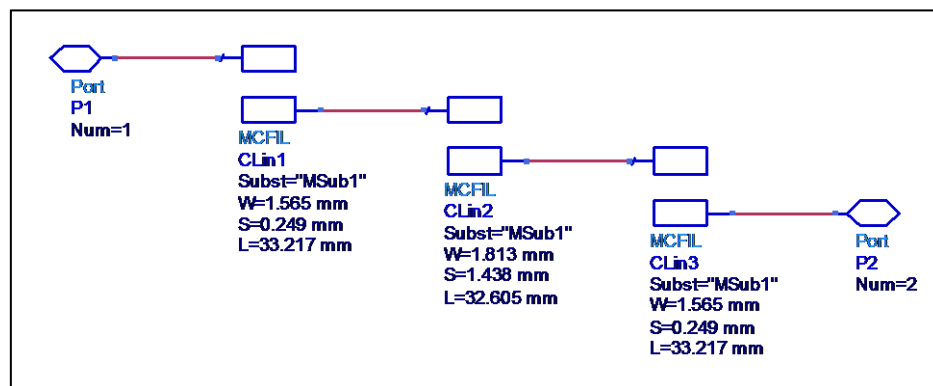 Port
P1
Num=1
MCFIL
CLin1
Subst="MSub1"
W=1.565 mm
S=0.249 mm
L=33.217 mm
MCFIL
CLin2
Subst="MSub1"
W=1.813 mm
S=1.438 mm
L=32.605 mm
MCFIL
CLin3
Subst="MSub1"
W=1.565 mm
S=0.249 mm
L=33.217 mm
Port
P2
Num=2